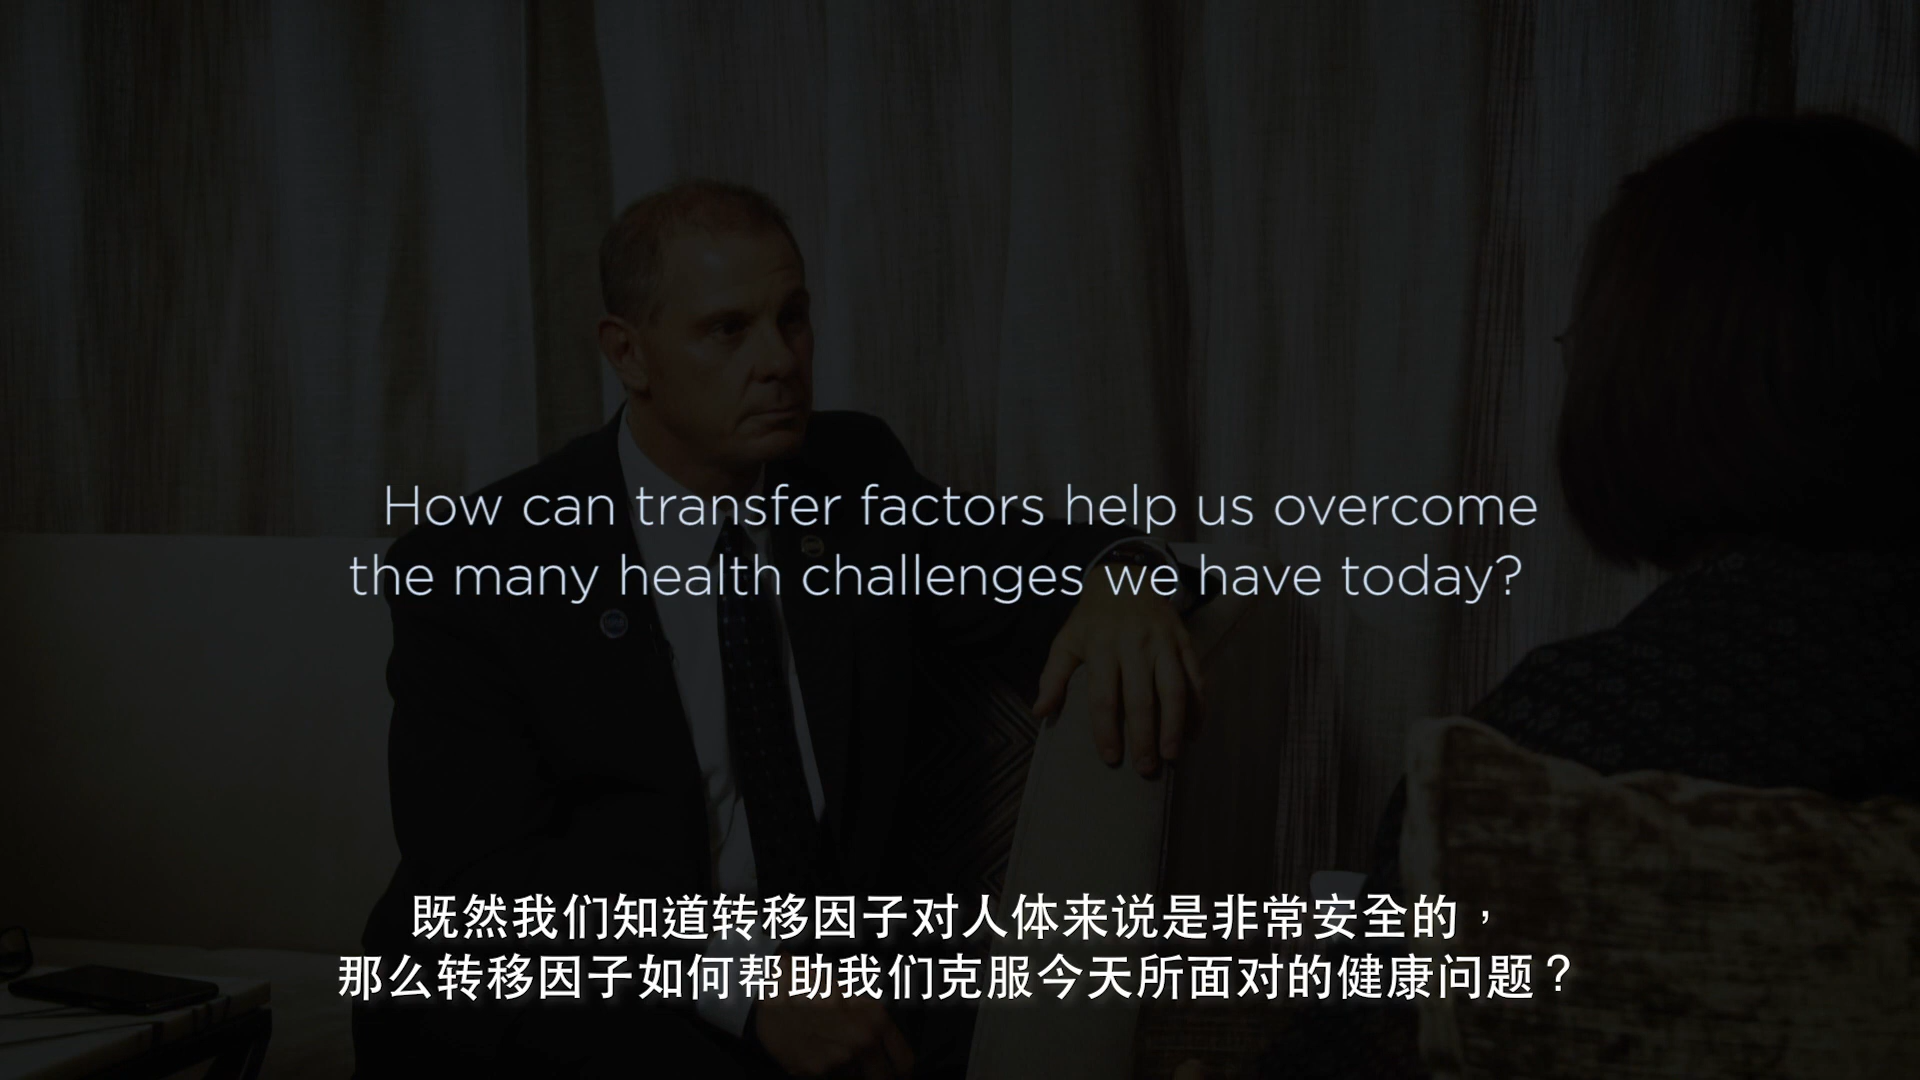 How can transfer factors help us overcome
the many health challenges we have today?
既然我们知道转移因子对人体来说是非常安全的，
那么转移因子如何帮助我们克服今天所面对的健康问题？